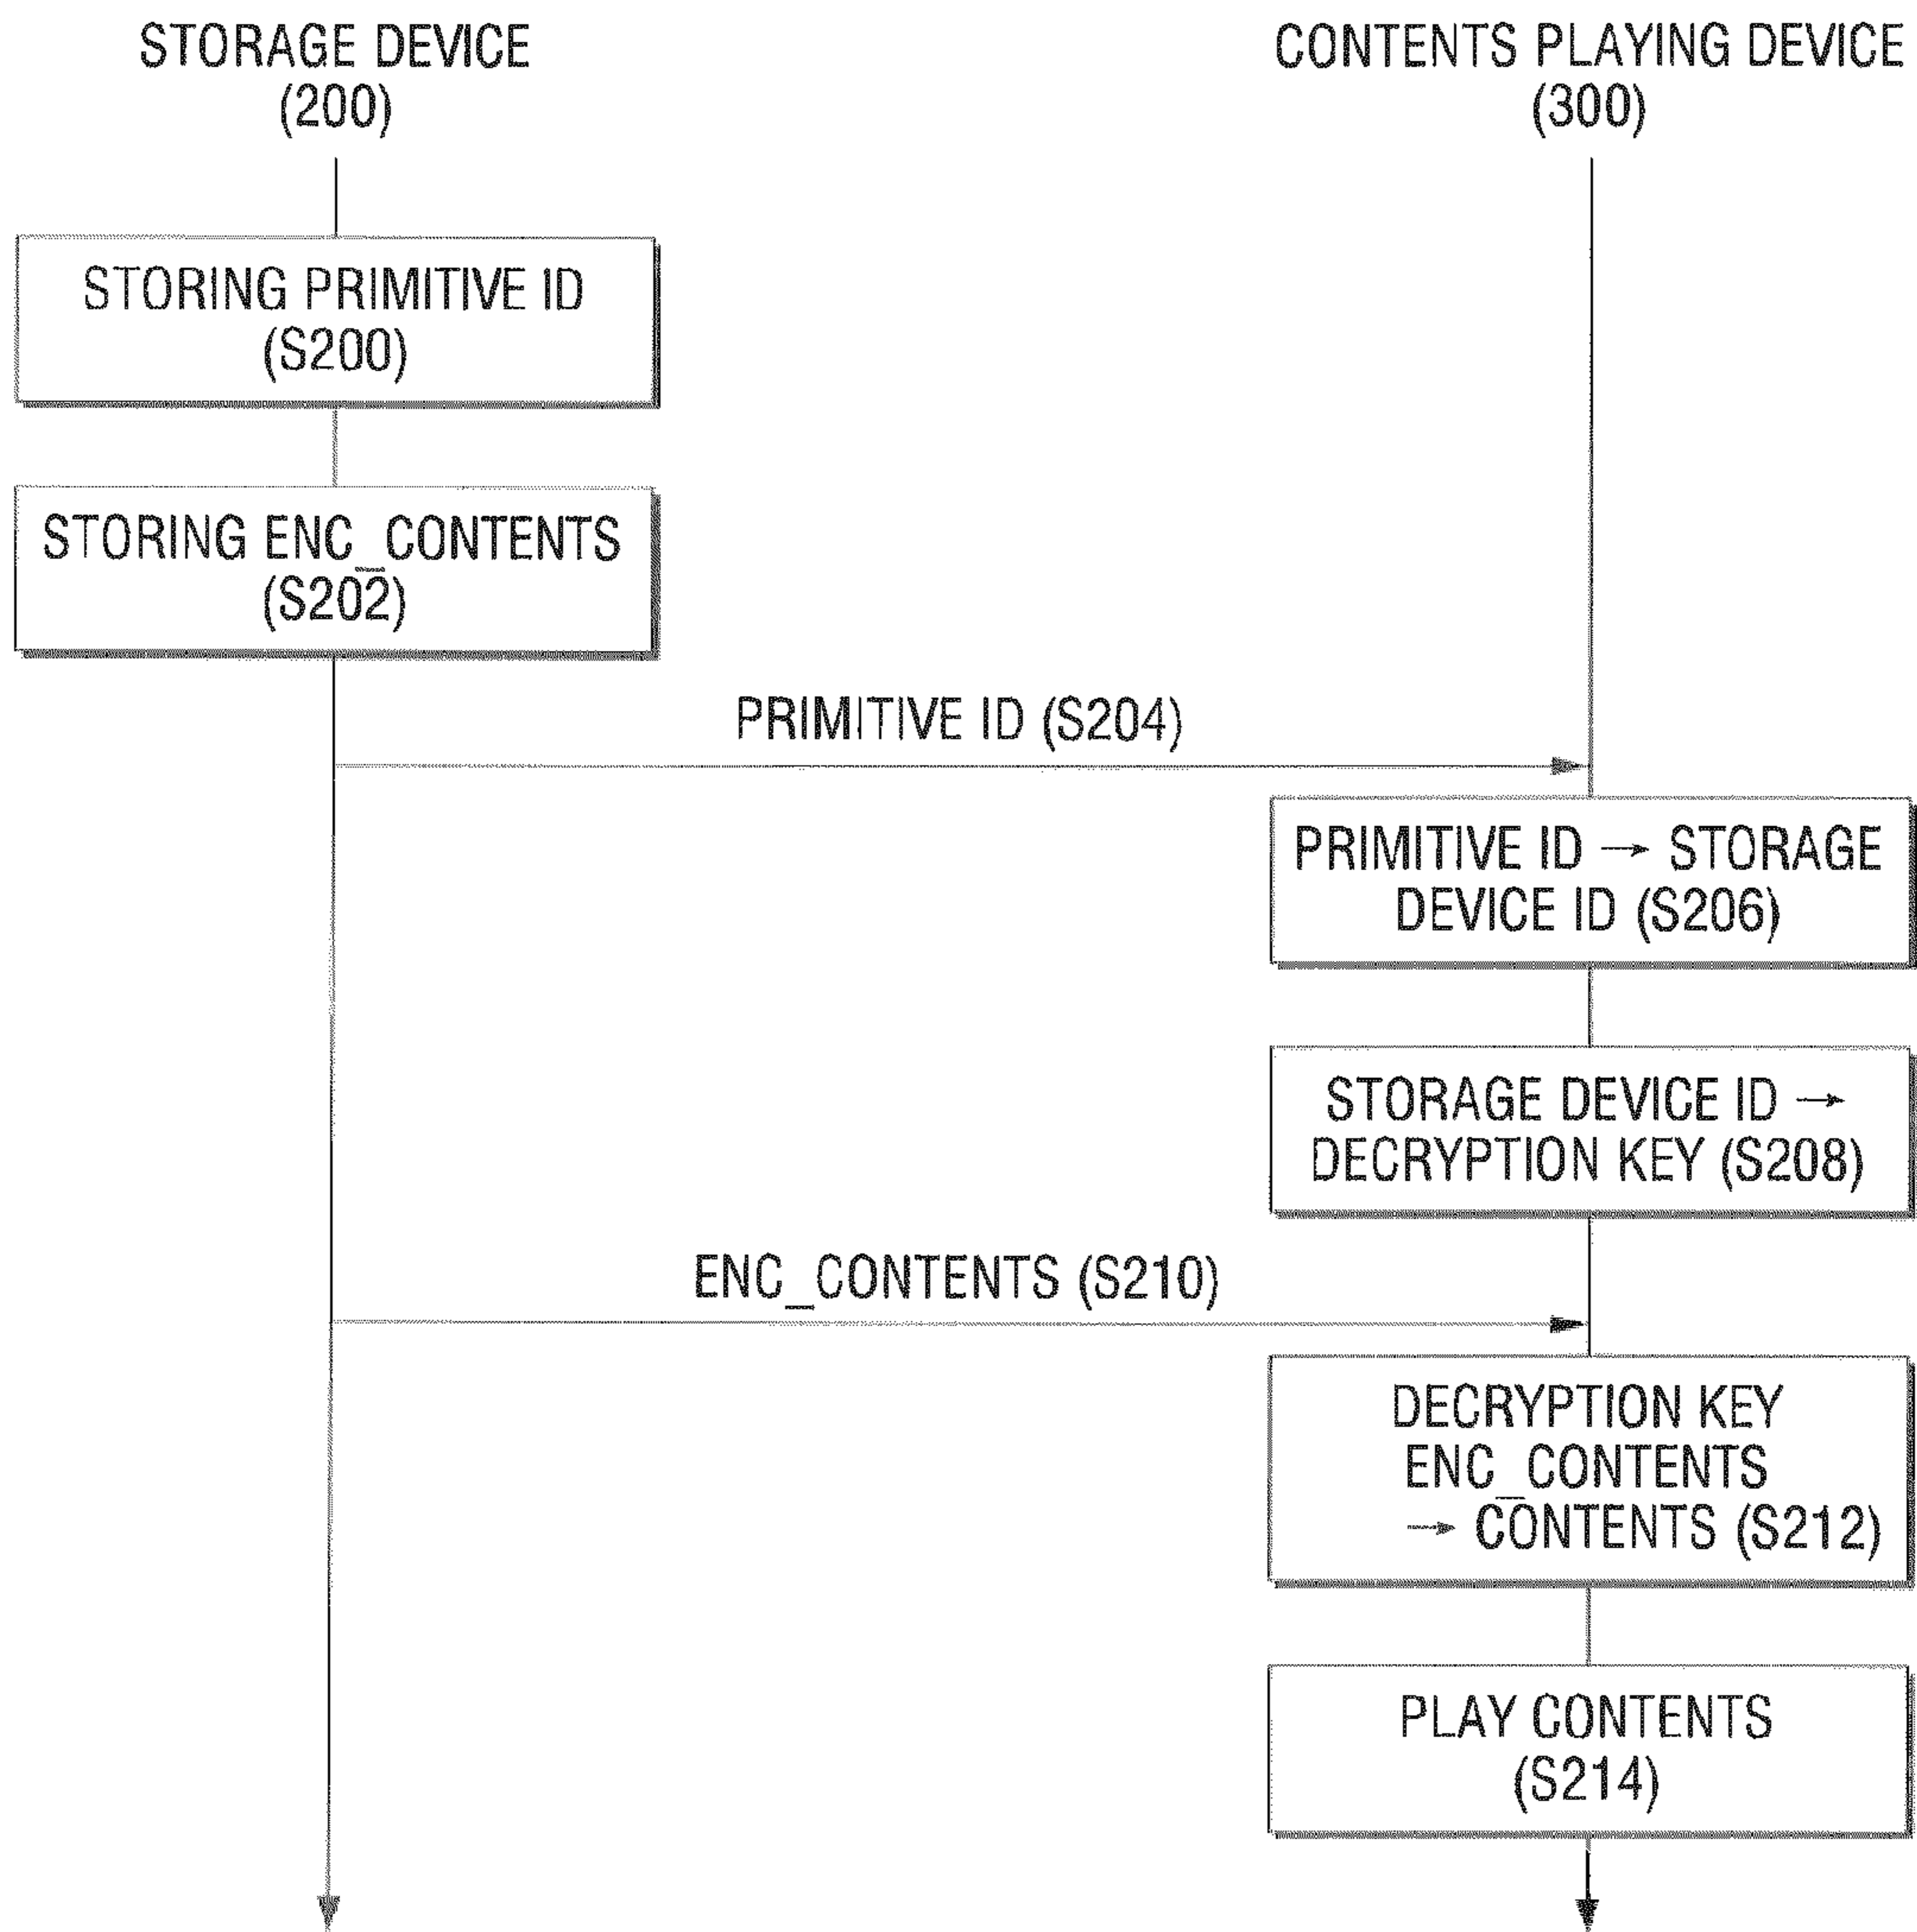 STORAGE DEVICE
(200)
CONTENTS PLAYING DEVICE
(300)
STORING PRIMITIVE ID
(S200)
STORING ENC_CONTENTS
(S202)
PRIMITIVE ID (S204)
PRIMITIVE ID → STORAGE
DEVICE ID (S206)
STORAGE DEVICE ID →
DECRYPTION KEY (S208)
ENC_CONTENTS (S210)
DECRYPTION KEY
ENC_CONTENTS
→ CONTENTS (S212)
PLAY CONTENTS
(S214)